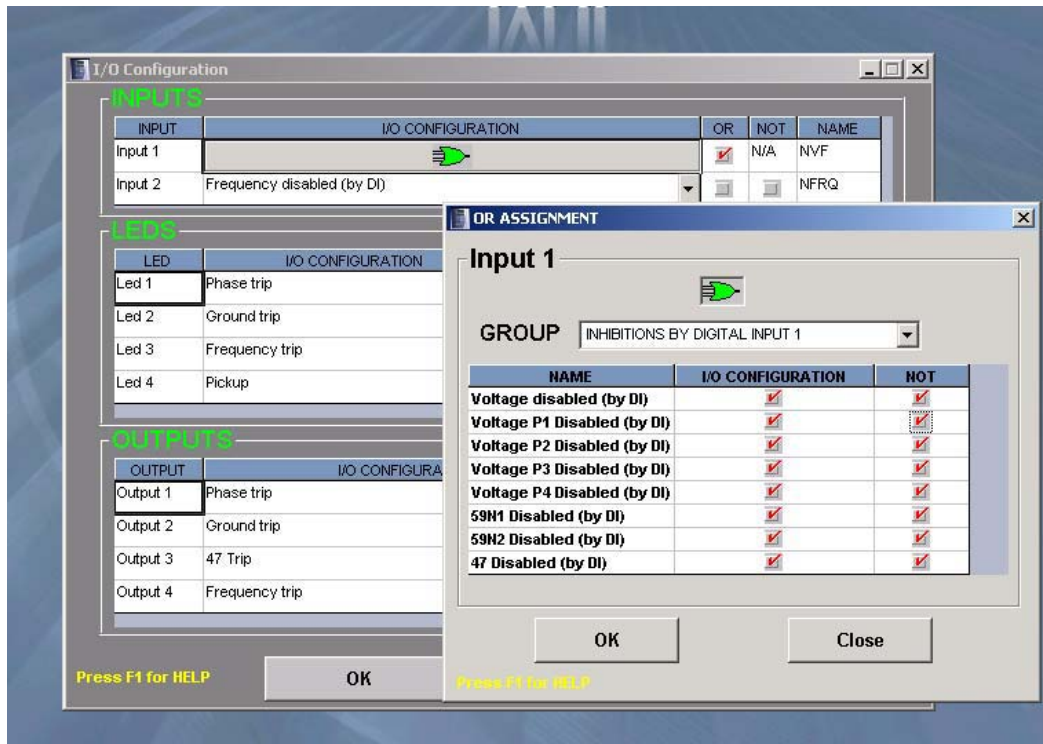 I/O Configuration
INPUTS
INPUT I/O CONFIGURATION OR NOT NAME
Input 1 N/A NVF
Input 2 Frequency disabled (by DI) NFRQ
LEDS
LED I/O CONFIGURATION
Led 1 Phase trip
Led 2 Ground trip
Led 3 Frequency trip
Led 4 Pickup
OUTPUTS
OUTPUT I/O CONFIGURA
Output 1 Phase trip
Output 2 Ground trip
Output 3 47 Trip
Output 4 Frequency trip
Press F1 for HELP
OK
OR ASSIGNMENT
Input 1
GROUP INHIBITIONS BY DIGITAL INPUT 1
NAME I/O CONFIGURATION NOT
Voltage disabled (by DI)
Voltage P1 Disabled (by DI)
Voltage P2 Disabled (by DI)
Voltage P3 Disabled (by DI)
Voltage P4 Disabled (by DI)
59N1 Disabled (by DI)
59N2 Disabled (by DI)
47 Disabled (by DI)
OK Close
Press F1 for HELP